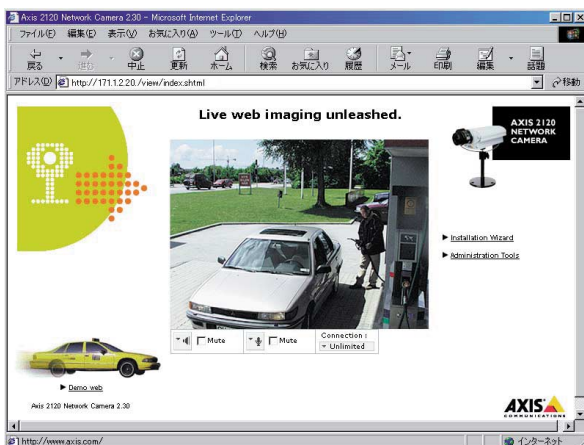 Axis 2120 Network Camera 2.30 - Microsoft Internet Explorer
ファイル(F) 編集(E) 表示(V) お気に入り(A) ツール(T) ヘルプ(H)
戻る 進む 中止 更新 ホーム 検索 お気に入り 履歴 メール 印刷 編集 話題
アドレス(D) http://171.1.2.20./view/index.shtml 移動
Live web imaging unleashed.
AXIS 2120
NETWORK
CAMERA
Installation Wizard
Administration Tools
Mute Mute Connection :
Unlimited
Demo web
Axis 2120 Network Camera 2.30
AXIS
COMMUNICATIONS
http://www.axis.com/ インターネット